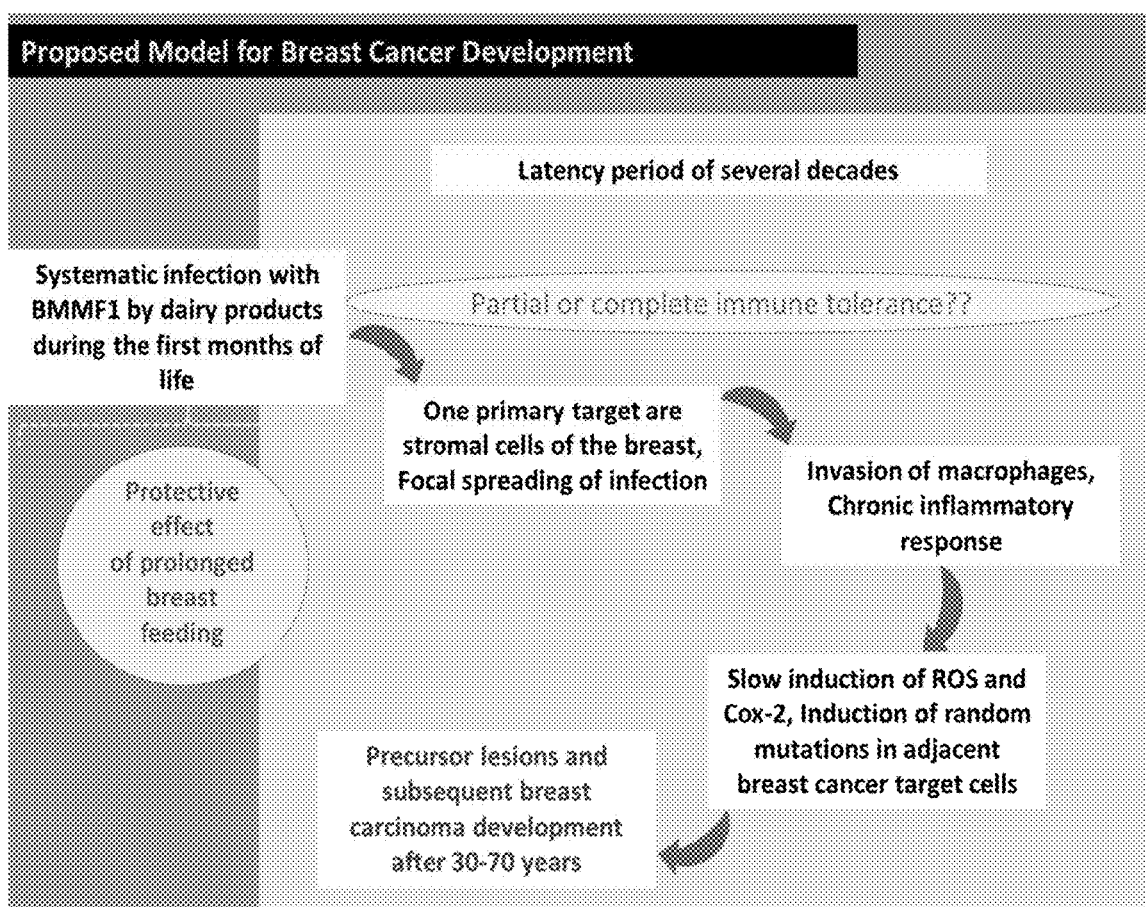 Proposed Model for Breast Cancer Development
Latency period of several decades
Systematic infection with
BMMF1 by dairy products
during the first months of
life
Partial or complete immune tolerance??
One primary target are
stromal cells of the breast,
Focal spreading of infection
Invasion of macrophages,
Chronic inflammatory
response
Protective
effect
of prolonged
breast
feeding
Slow induction of ROS and
Cox-2, Induction of random
mutations in adjacent
breast cancer target cells
Precursor lesions and
subsequent breast
carcinoma development
after 30-70 years